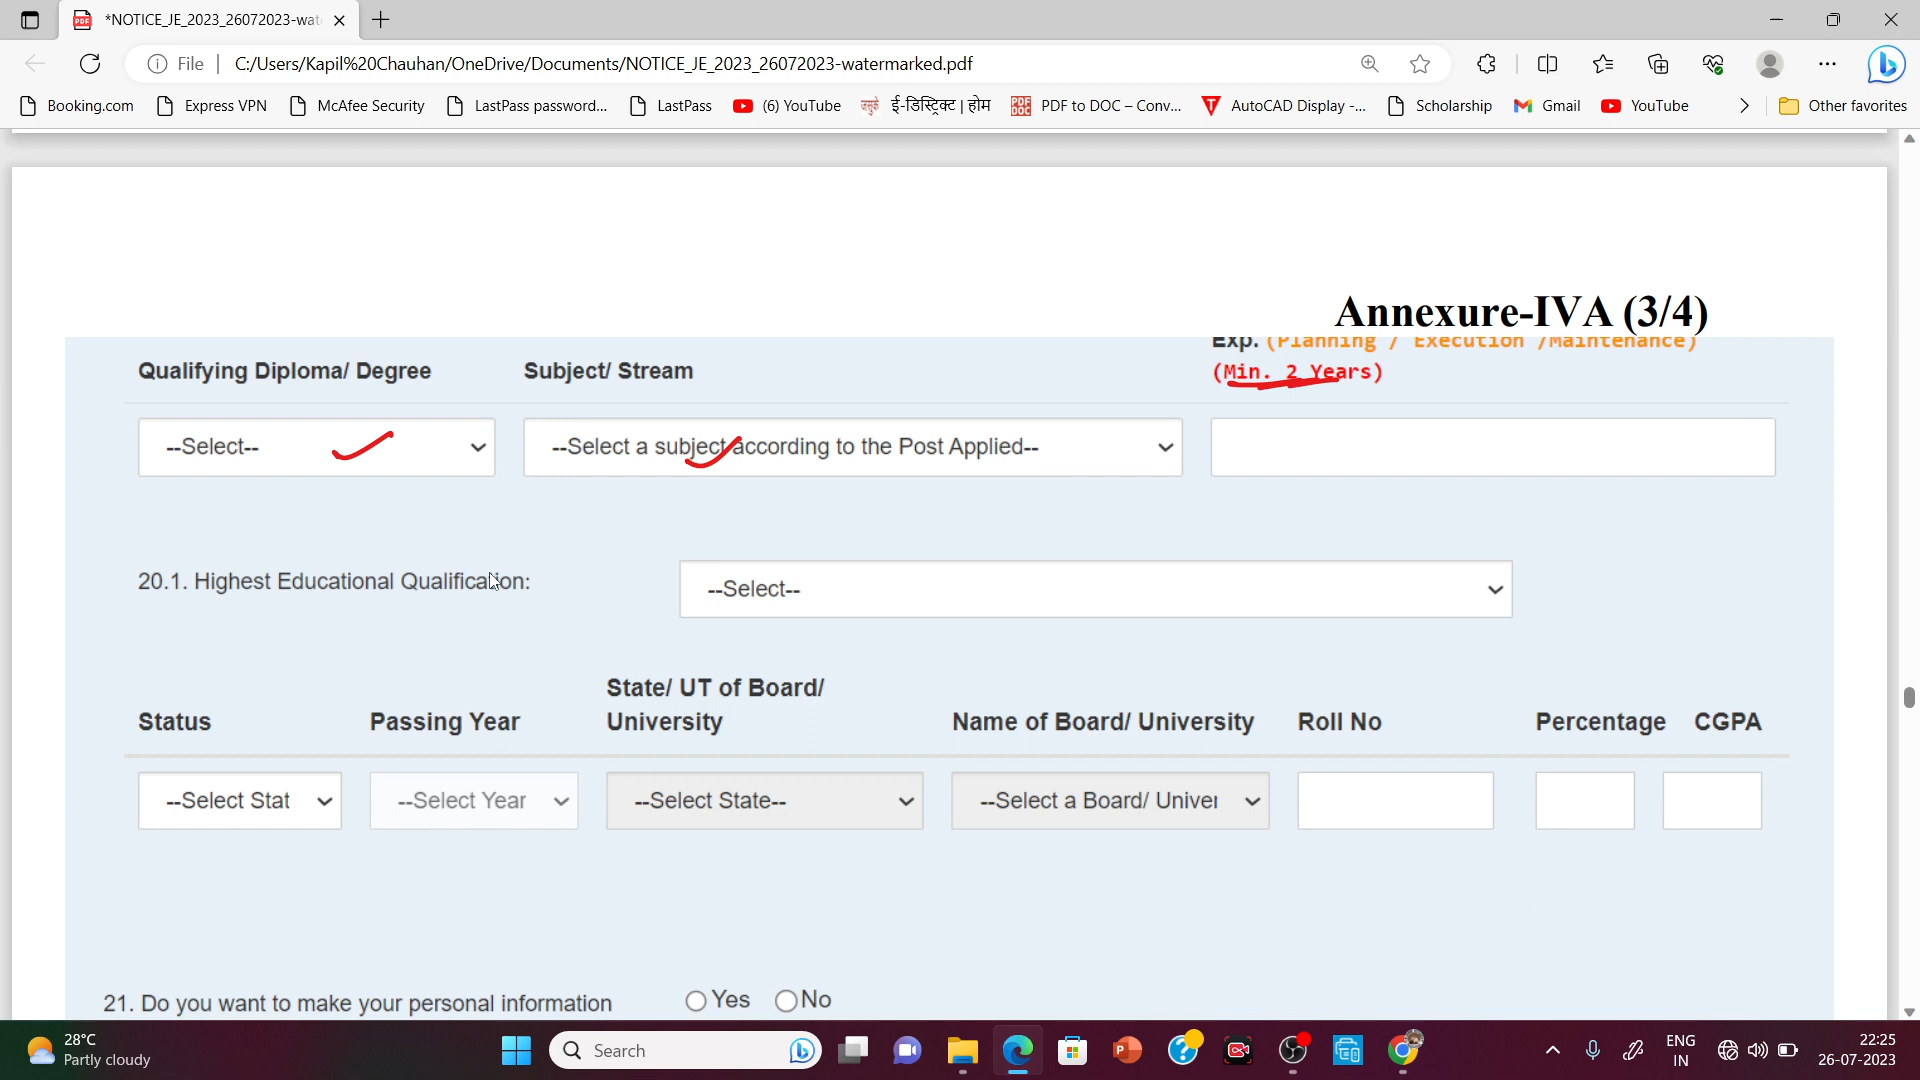 *NOTICE_JE_2023_26072023-wat
File
C:/Users/Kapil%20Chauhan/OneDrive/Documents/NOTICE_JE_2023_26072023-watermarked.pdf
Booking.com
Express VPN
McAfee Security
LastPass password...
LastPass
(6) YouTube
ई-डिस्ट्रिक्ट | होम
PDF to DOC – Conv...
AutoCAD Display -...
Scholarship
Gmail
YouTube
Other favorites
Annexure-IVA (3/4)
Exp. (Planning / Execution /Maintenance)
Qualifying Diploma/ Degree
Subject/ Stream
(Min. 2 Years)
--Select--
--Select a subject according to the Post Applied--
20.1. Highest Educational Qualification:
--Select--
State/ UT of Board/
Status
Passing Year
University
Name of Board/ University
Roll No
Percentage
CGPA
--Select Stat
--Select Year
--Select State--
--Select a Board/ Univer
21. Do you want to make your personal information
Yes
No
28°C
Partly cloudy
Search
ENG
IN
22:25
26-07-2023